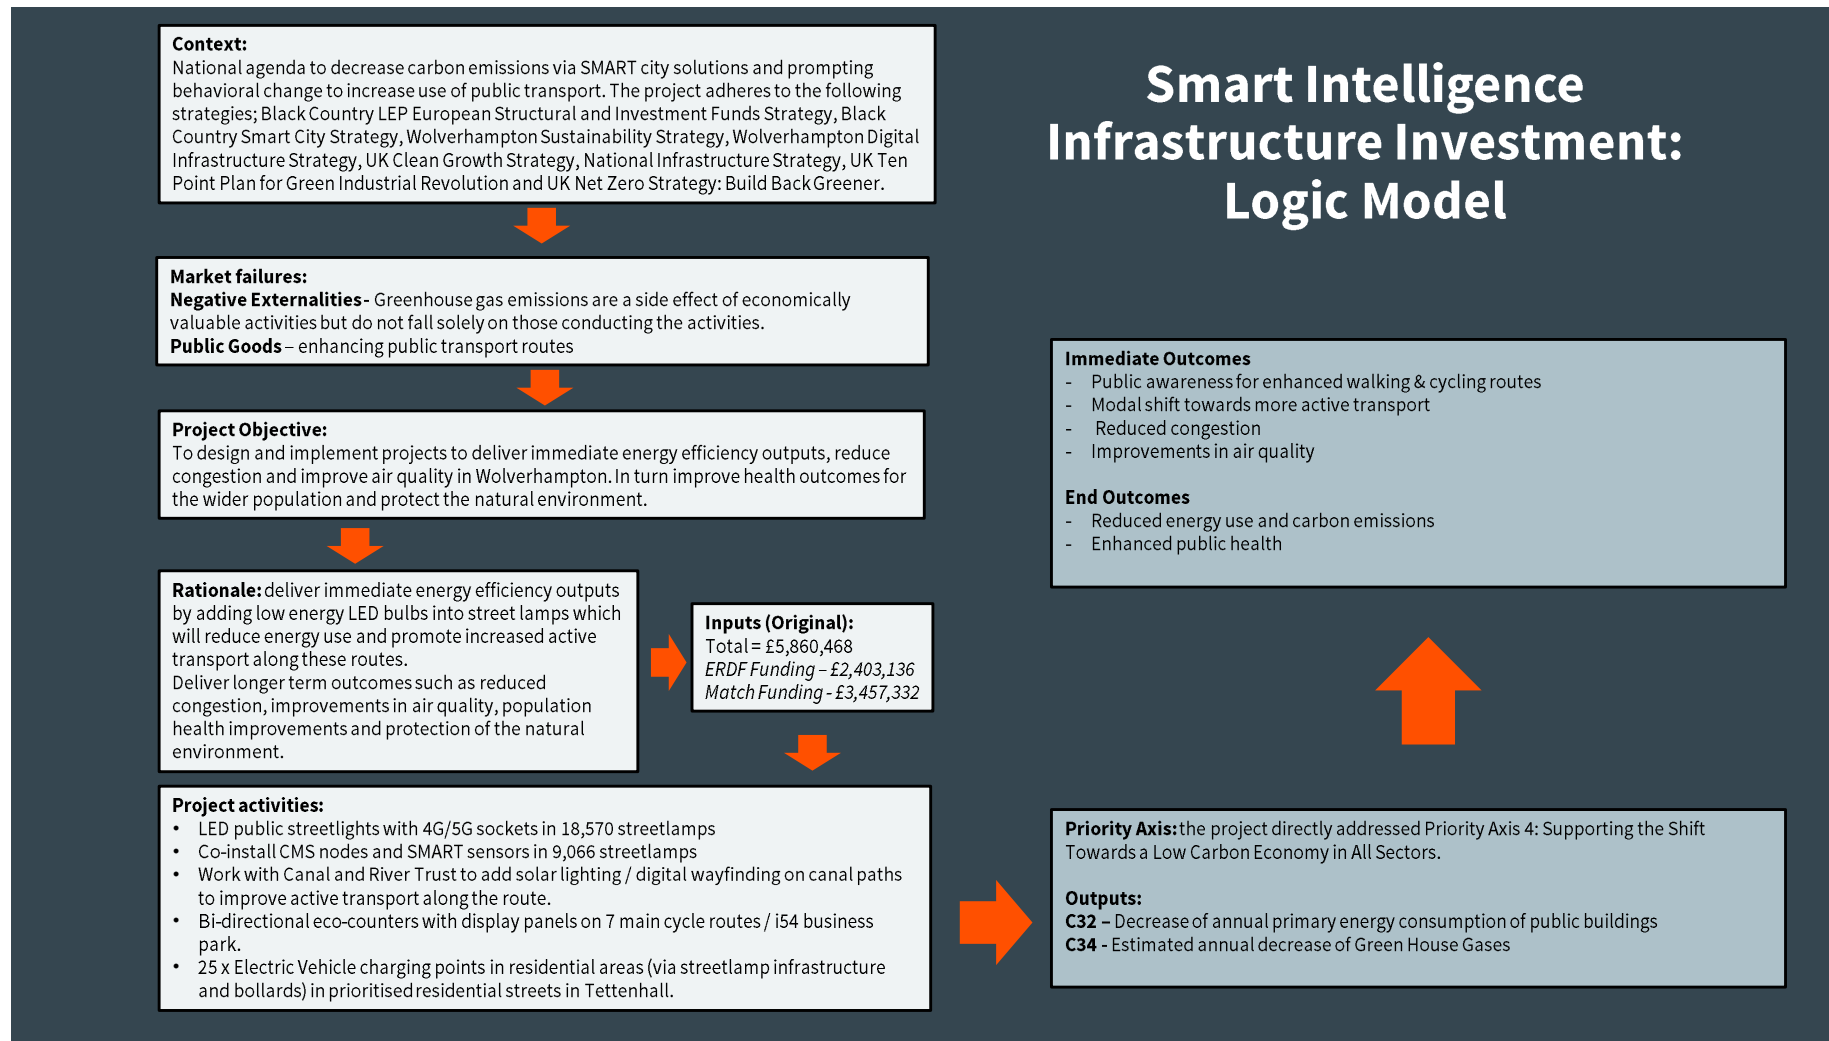 Smart Intelligence
Infrastructure Investment:
Logic Model
Context:
National agenda to decrease carbon emissions via SMART city solutions and prompting
behavioral change to increase use of public transport. The project adheres to the following
strategies; Black Country LEP European Structural and Investment Funds Strategy, Black
Country Smart City Strategy, Wolverhampton Sustainability Strategy, Wolverhampton Digital
Infrastructure Strategy, UK Clean Growth Strategy, National Infrastructure Strategy, UK Ten
Point Plan for Green Industrial Revolution and UK Net Zero Strategy: Build Back Greener.
Market failures:
Negative Externalities - Greenhouse gas emissions are a side effect of economically
valuable activities but do not fall solely on those conducting the activities.
Public Goods – enhancing public transport routes
Project Objective:
To design and implement projects to deliver immediate energy efficiency outputs, reduce
congestion and improve air quality in Wolverhampton. In turn improve health outcomes for
the wider population and protect the natural environment.
Rationale: deliver immediate energy efficiency outputs
by adding low energy LED bulbs into street lamps which
will reduce energy use and promote increased active
transport along these routes.
Deliver longer term outcomes such as reduced
congestion, improvements in air quality, population
health improvements and protection of the natural
environment.
Inputs (Original):
Total = £5,860,468
ERDF Funding – £2,403,136
Match Funding - £3,457,332
Project activities:
• LED public streetlights with 4G/5G sockets in 18,570 streetlamps
• Co-install CMS nodes and SMART sensors in 9,066 streetlamps
• Work with Canal and River Trust to add solar lighting / digital wayfinding on canal paths
to improve active transport along the route.
• Bi-directional eco-counters with display panels on 7 main cycle routes / i54 business
park.
• 25 x Electric Vehicle charging points in residential areas (via streetlamp infrastructure
and bollards) in prioritised residential streets in Tettenhall.
Priority Axis: the project directly addressed Priority Axis 4: Supporting the Shift
Towards a Low Carbon Economy in All Sectors.
Outputs:
C32 – Decrease of annual primary energy consumption of public buildings
C34 - Estimated annual decrease of Green House Gases
Immediate Outcomes
- Public awareness for enhanced walking & cycling routes
- Modal shift towards more active transport
- Reduced congestion
- Improvements in air quality
End Outcomes
- Reduced energy use and carbon emissions
- Enhanced public health